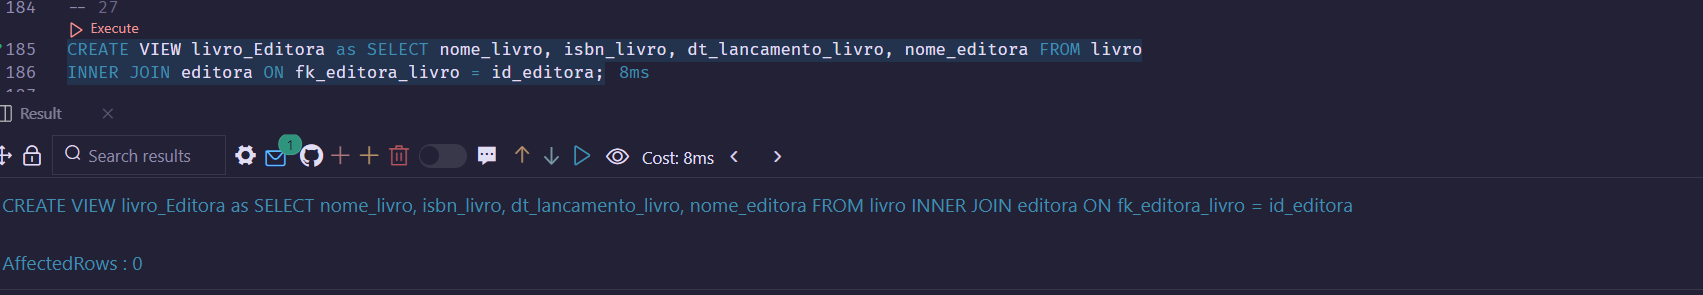 184 -- 27
Execute
185 CREATE VIEW livro_Editora as SELECT nome_livro, isbn_livro, dt_lancamento_livro, nome_editora FROM livro
186 INNER JOIN editora ON fk_editora_livro = id_editora; 8ms
Result
Search results 1 Cost: 8ms
CREATE VIEW livro_Editora as SELECT nome_livro, isbn_livro, dt_lancamento_livro, nome_editora FROM livro INNER JOIN editora ON fk_editora_livro = id_editora
AffectedRows : 0